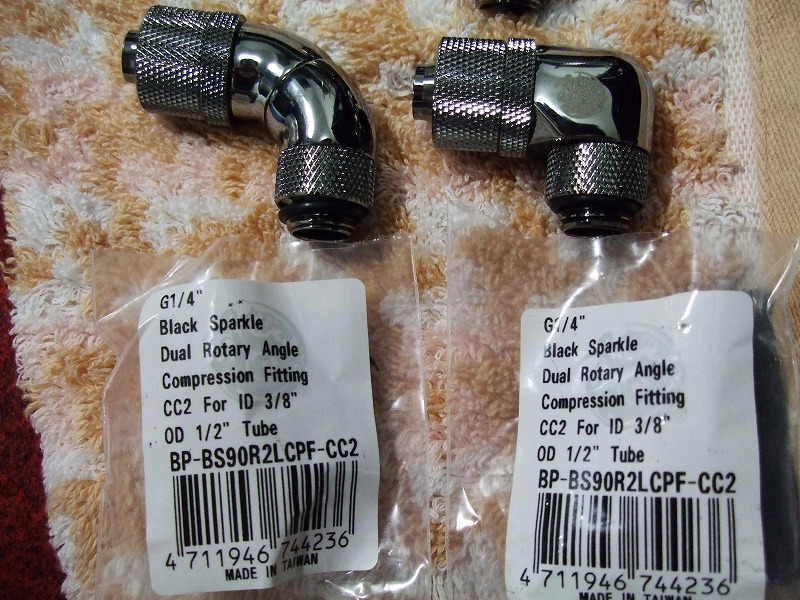 G1/4"
Black Sparkle
Dual Rotary Angle
Compression Fitting
CC2 For ID 3/8"
OD 1/2" Tube
BP-BS90R2LCPF-CC2
4 711946 744236
MADE IN TAIWAN
G1/4"
Black Sparkle
Dual Rotary Angle
Compression Fitting
CC2 For ID 3/8"
OD 1/2" Tube
BP-BS90R2LCPF-CC2
4 711946 744236
MADE IN TAIWAN